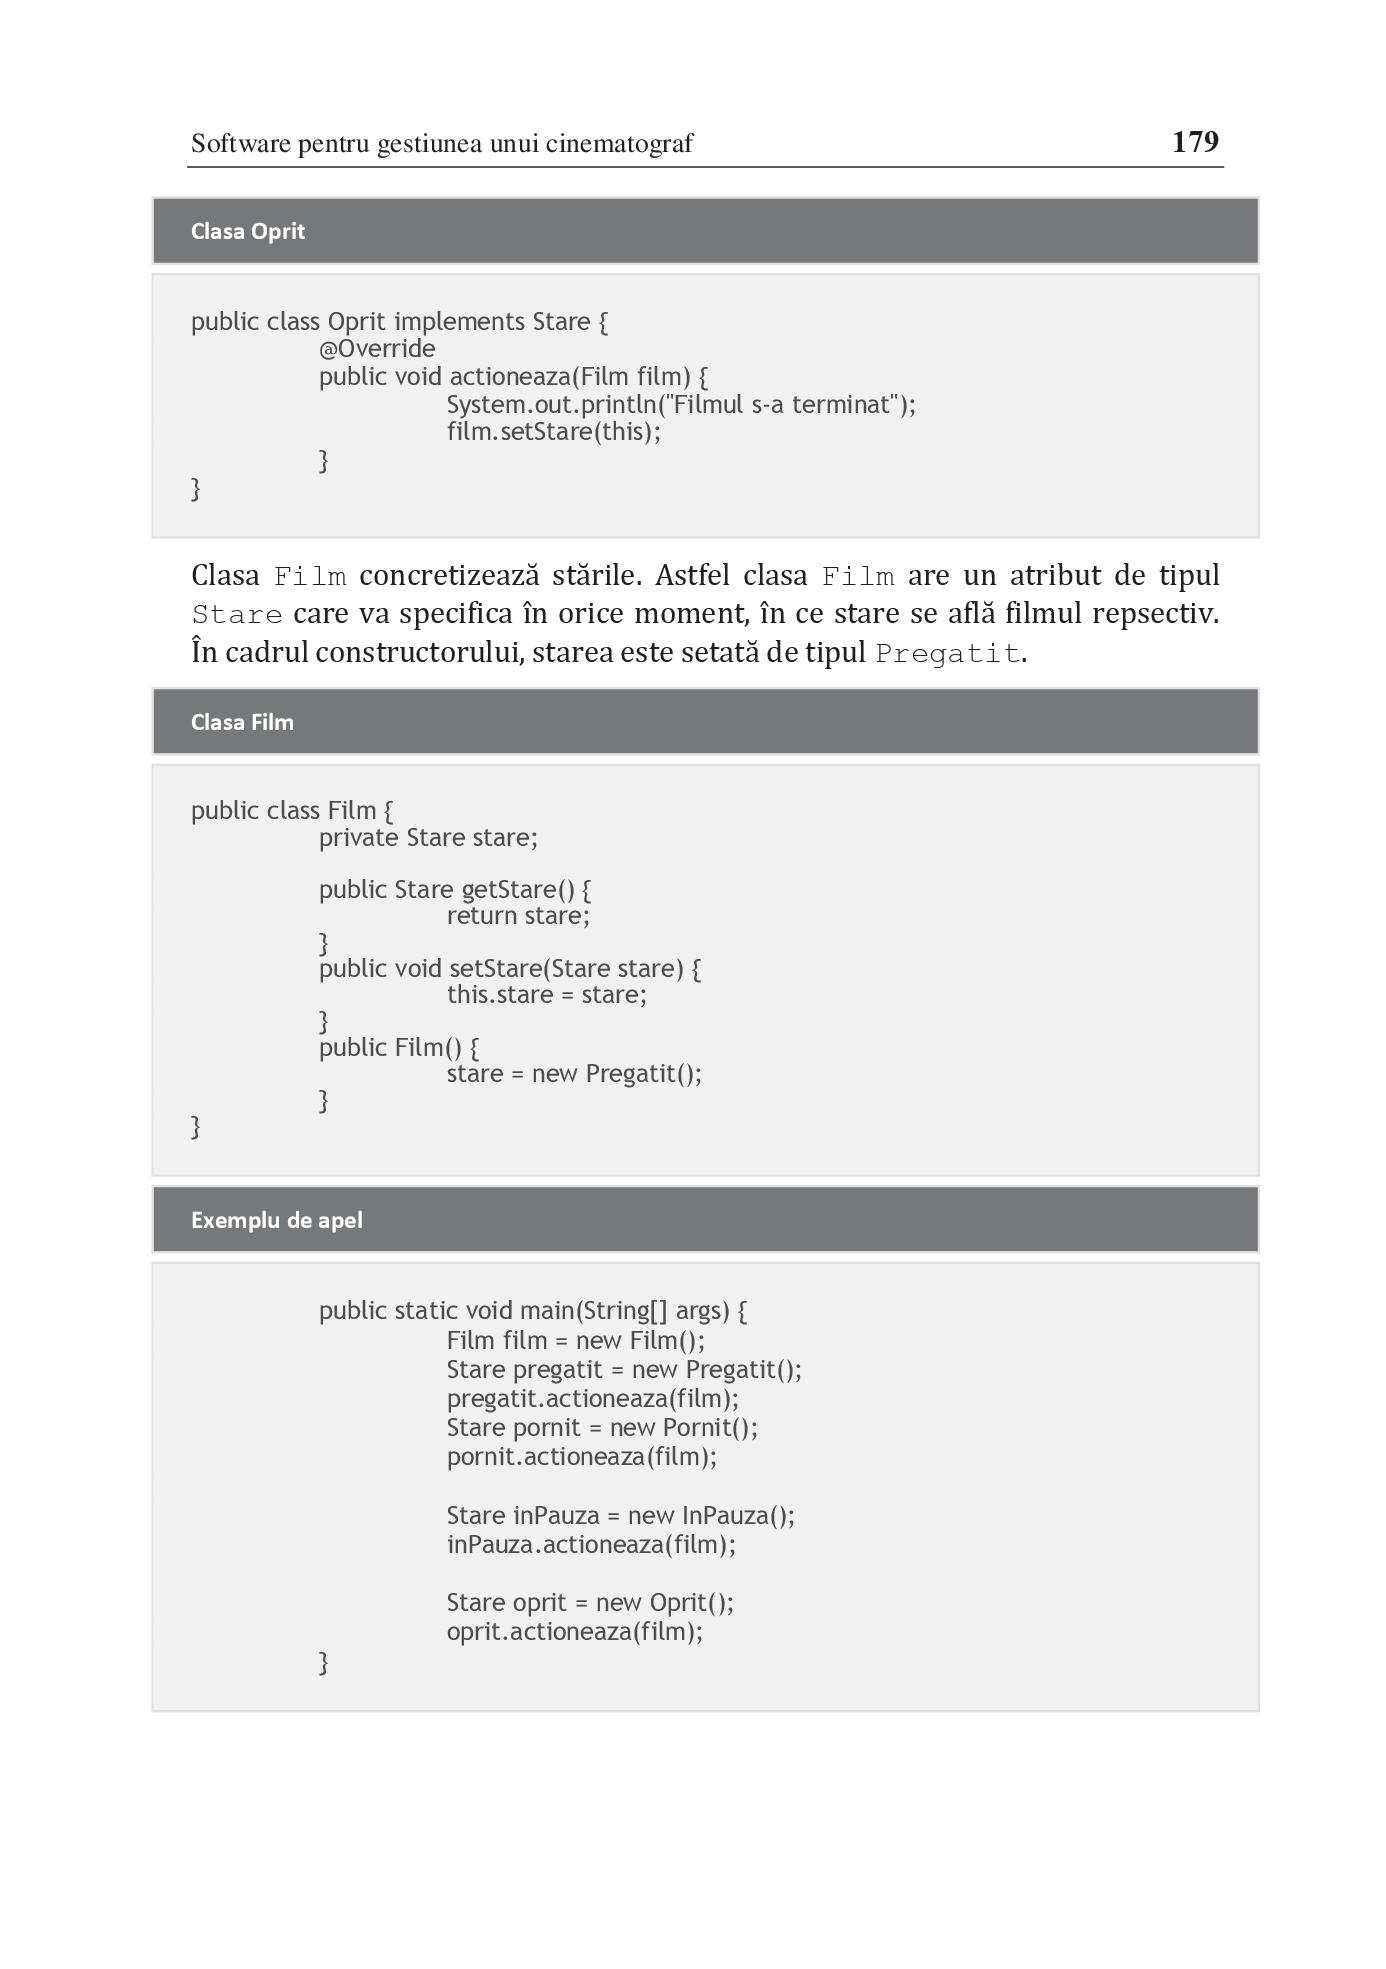 Software pentru gestiunea unui cinematograf 179
Clasa Oprit
public class Oprit implements Stare {
@Override
public void actioneaza(Film film) {
System.out.println("Filmul s-a terminat");
film.setStare(this);
}
}
Clasa Film concretizează stările. Astfel clasa Film are un atribut de tipul
Stare care va specifica în orice moment, în ce stare se află filmul repsectiv.
În cadrul constructorului, starea este setată de tipul Pregatit.
Clasa Film
public class Film {
private Stare stare;
public Stare getStare() {
return stare;
}
public void setStare(Stare stare) {
this.stare = stare;
}
public Film() {
stare = new Pregatit();
}
}
Exemplu de apel
public static void main(String[] args) {
Film film = new Film();
Stare pregatit = new Pregatit();
pregatit.actioneaza(film);
Stare pornit = new Pornit();
pornit.actioneaza(film);
Stare inPauza = new InPauza();
inPauza.actioneaza(film);
Stare oprit = new Oprit();
oprit.actioneaza(film);
}